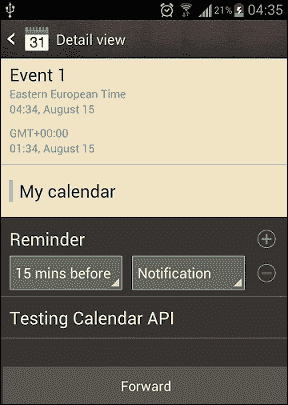 21% 04:35
31 Detail view
Event 1
Eastern European Time
04:34, August 15
GMT+00:00
01:34, August 15
My calendar
Reminder
15 mins before Notification
Testing Calendar API
Forward